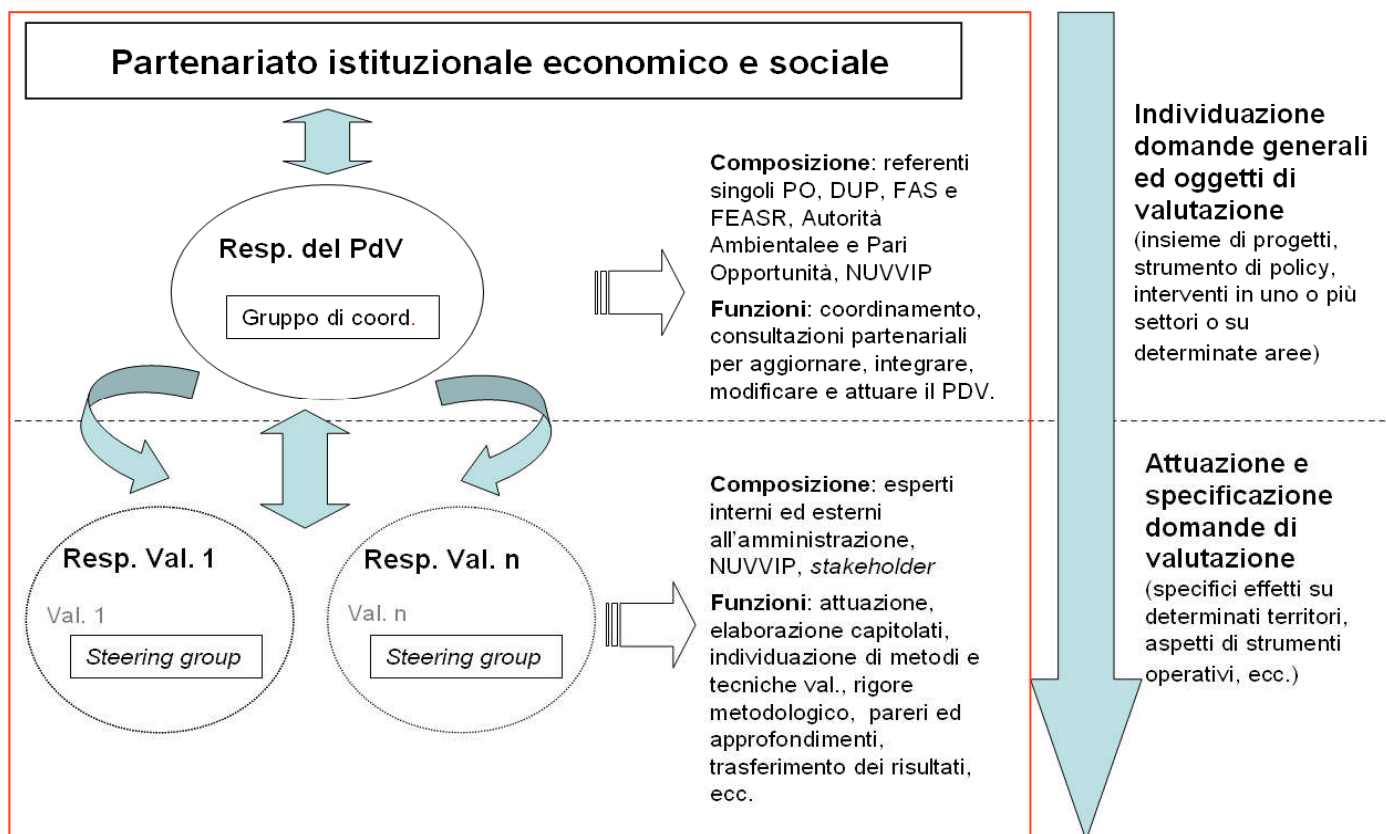 Partenariato istituzionale economico e sociale
Resp. del PdV
Gruppo di coord.
Composizione: referenti
singoli PO, DUP, FAS e
FEASR, Autorità
Ambientalee e Pari
Opportunità, NUVVIP
Funzioni: coordinamento,
consultazioni partenariali
per aggiornare, integrare,
modificare e attuare il PDV.
Individuazione
domande generali
ed oggetti di
valutazione
(insieme di progetti,
strumento di policy,
interventi in uno o più
settori o su
determinate aree)
Resp. Val. 1
Val. 1
Steering group
Resp. Val. n
Val. n
Steering group
Composizione: esperti
interni ed esterni
all'amministrazione,
NUVVIP, stakeholder
Funzioni: attuazione,
elaborazione capitolati,
individuazione di metodi e
tecniche val., rigore
metodologico, pareri ed
approfondimenti,
trasferimento dei risultati,
ecc.
Attuazione e
specificazione
domande di
valutazione
(specifici effetti su
determinati territori,
aspetti di strumenti
operativi, ecc.)